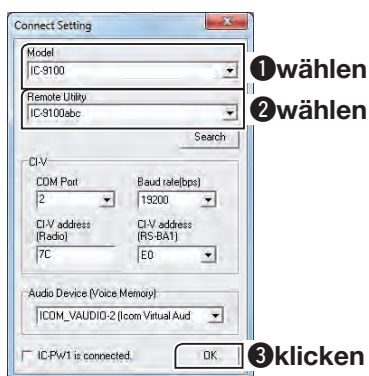 Connect Setting
Model
IC-9100
❶wählen
Remote Utility
IC-9100abc
❷wählen
Search
CI-V
COM Port Baud rate(bps)
2 19200
CI-V address (Radio) CI-V address (RS-BA1)
7C E0
Audio Device (Voice Memory)
ICOM_VAUDIO-2 (Icom Virtual Aud
IC-PW1 is connected. OK ❸klicken